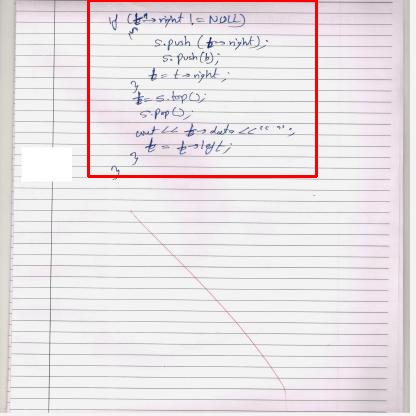 if (t->right != NULL)
{
s.push (t->right);
s.push(b);
t = t->right;
}
t = s.top();
s.pop();
cout << t->data << " ";
t = t->left;
}
}